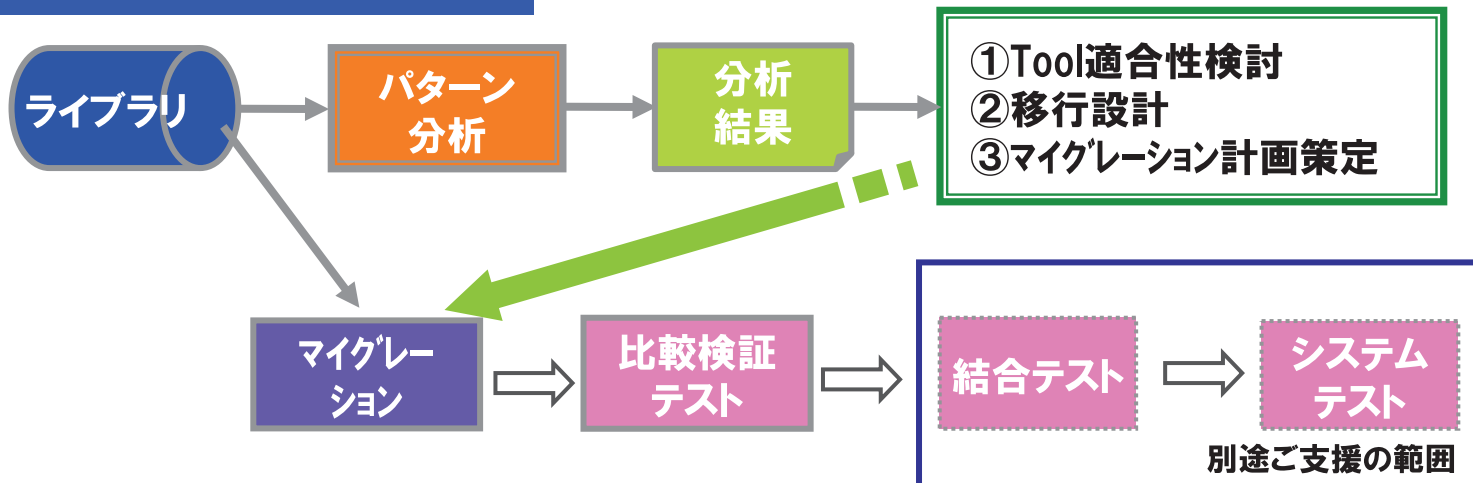 ライブラリ
パターン
分析
分析
結果
①Tool適合性検討
②移行設計
③マイグレーション計画策定
マイグレー
ション
比較検証
テスト
結合テスト
システム
テスト
別途ご支援の範囲